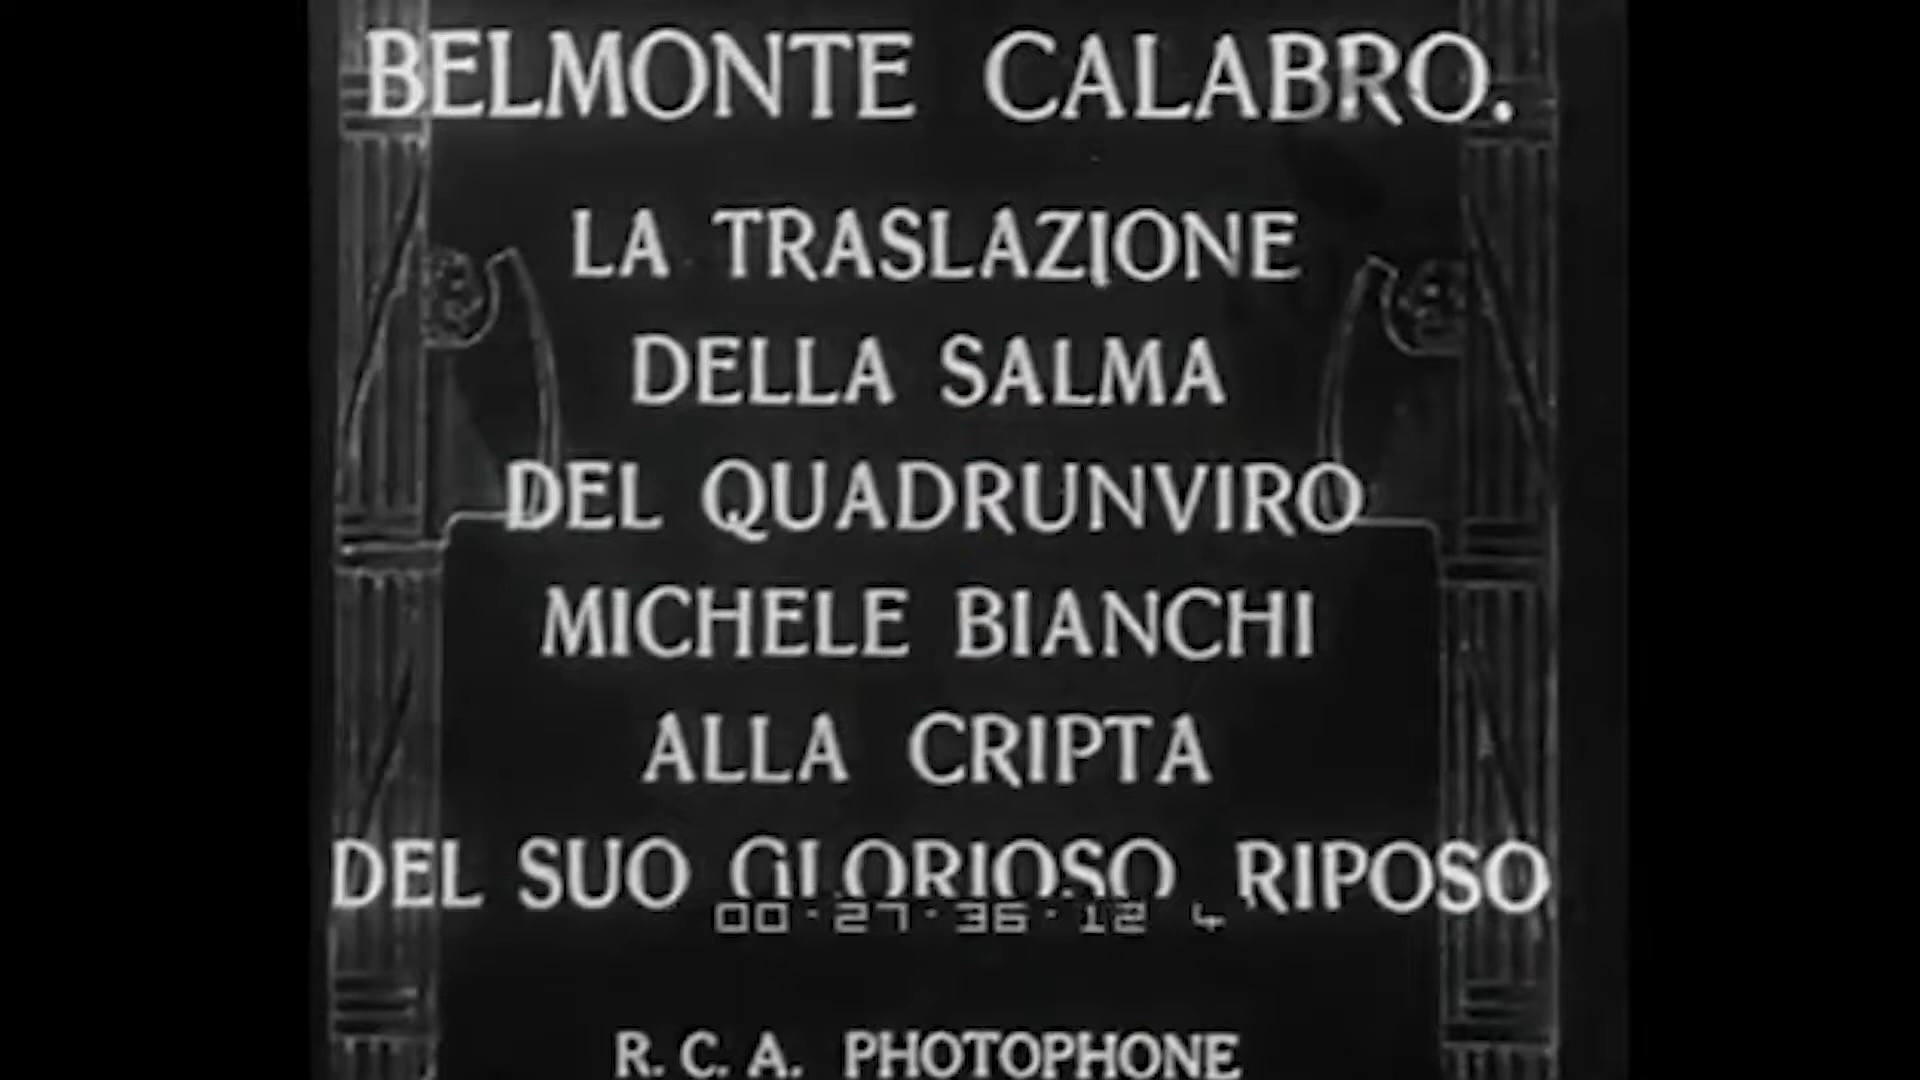 BELMONTE CALABRO.
LA TRASLAZIONE
DELLA SALMA
DEL QUADRUNVIRO
MICHELE BIANCHI
ALLA CRIPTA
DEL SUO GLORIOSO RIPOSO
00·27·36·12 4
R.C.A. PHOTOPHONE